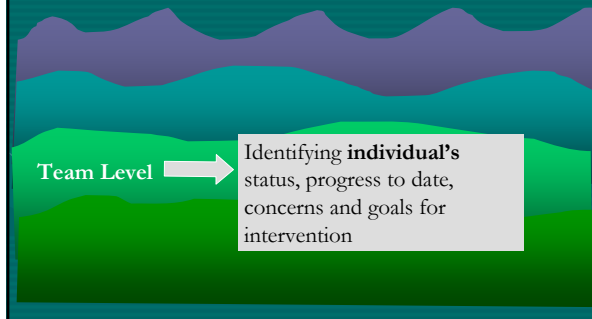 Team Level
Identifying individual's
status, progress to date,
concerns and goals for
intervention